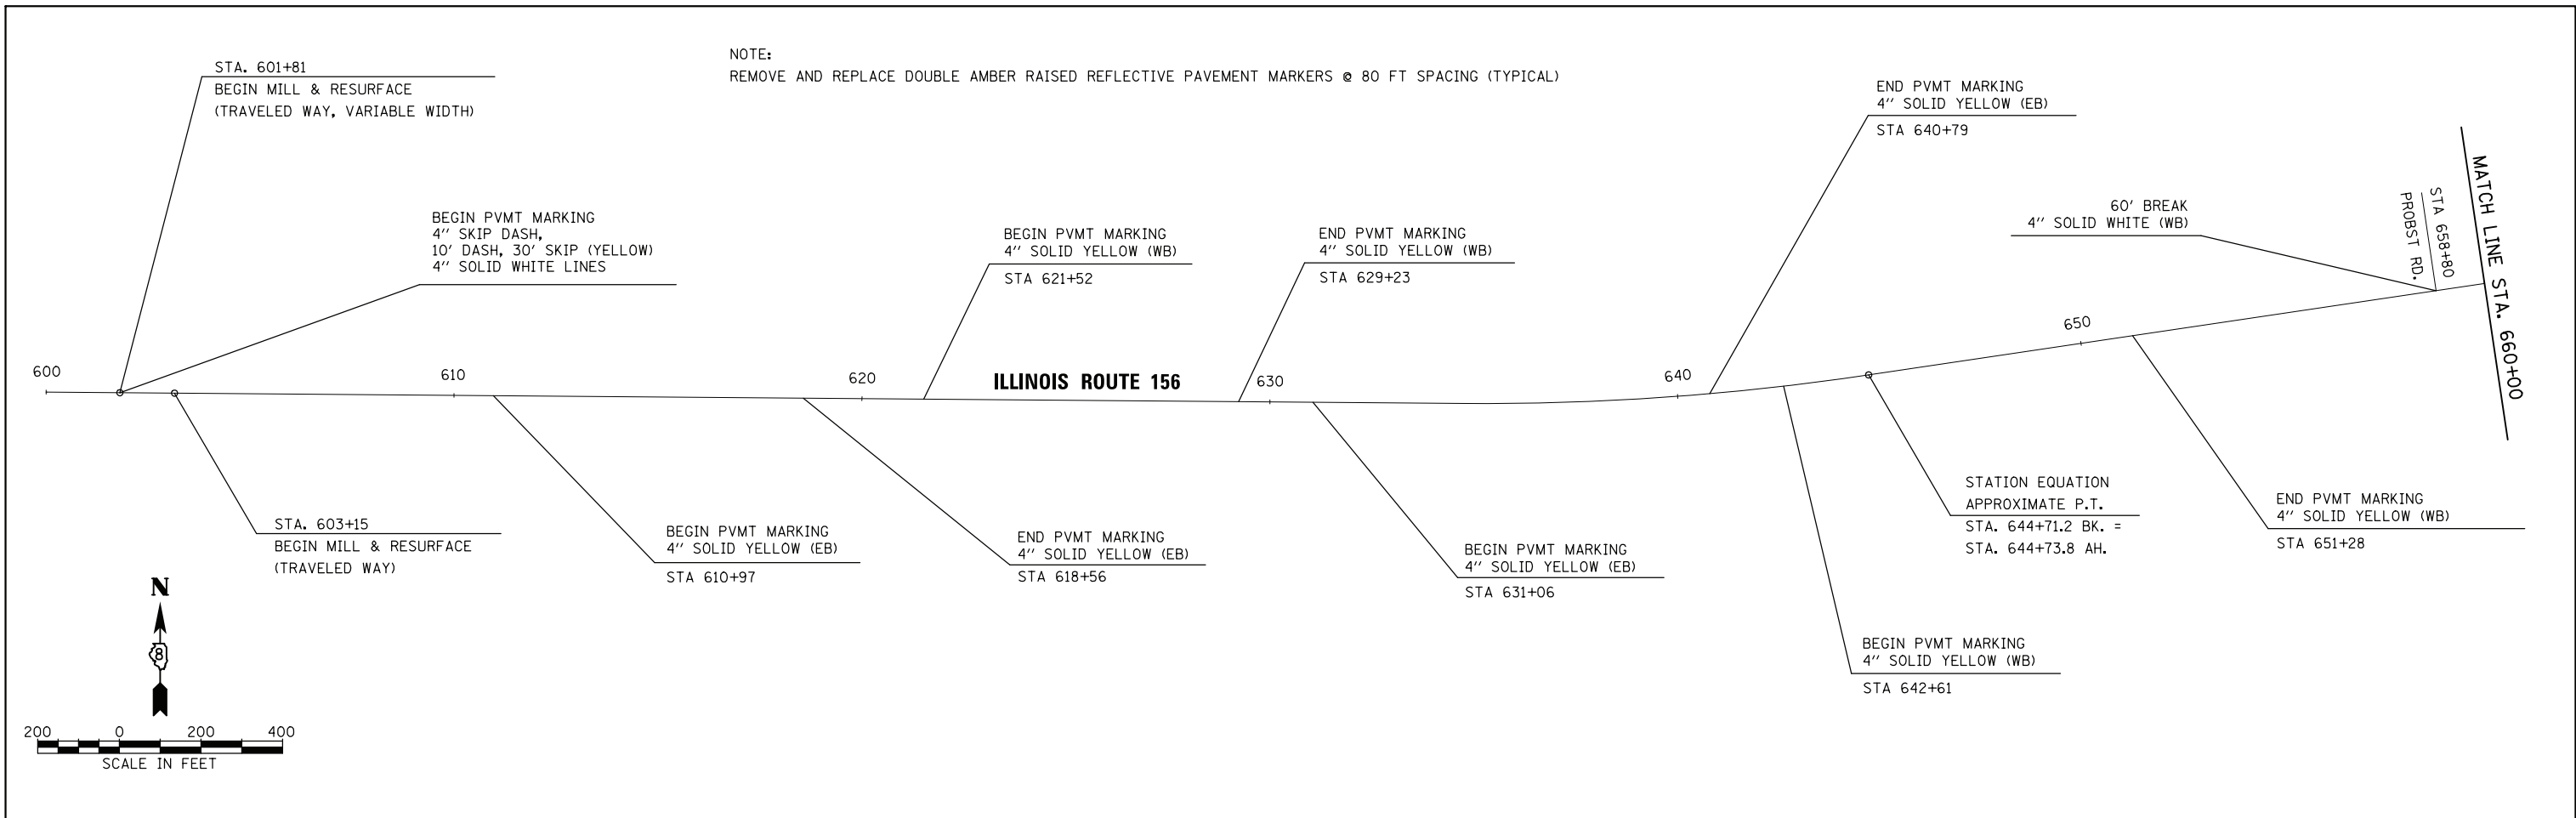 NOTE:
REMOVE AND REPLACE DOUBLE AMBER RAISED REFLECTIVE PAVEMENT MARKERS @ 80 FT SPACING (TYPICAL)
STA. 601+81
BEGIN MILL & RESURFACE
(TRAVELED WAY, VARIABLE WIDTH)
BEGIN PVMT MARKING
4" SKIP DASH,
10' DASH, 30' SKIP (YELLOW)
4" SOLID WHITE LINES
BEGIN PVMT MARKING
4" SOLID YELLOW (WB)
STA 621+52
END PVMT MARKING
4" SOLID YELLOW (WB)
STA 629+23
END PVMT MARKING
4" SOLID YELLOW (EB)
STA 640+79
60' BREAK
4" SOLID WHITE (WB)
PROBST RD.
STA 658+80
MATCH LINE STA. 660+00
600
610
620
ILLINOIS ROUTE 156
630
640
650
STA. 603+15
BEGIN MILL & RESURFACE
(TRAVELED WAY)
BEGIN PVMT MARKING
4" SOLID YELLOW (EB)
STA 610+97
END PVMT MARKING
4" SOLID YELLOW (EB)
STA 618+56
BEGIN PVMT MARKING
4" SOLID YELLOW (EB)
STA 631+06
STATION EQUATION
APPROXIMATE P.T.
STA. 644+71.2 BK. =
STA. 644+73.8 AH.
END PVMT MARKING
4" SOLID YELLOW (WB)
STA 651+28
BEGIN PVMT MARKING
4" SOLID YELLOW (WB)
STA 642+61
N
8
200 0 200 400
SCALE IN FEET